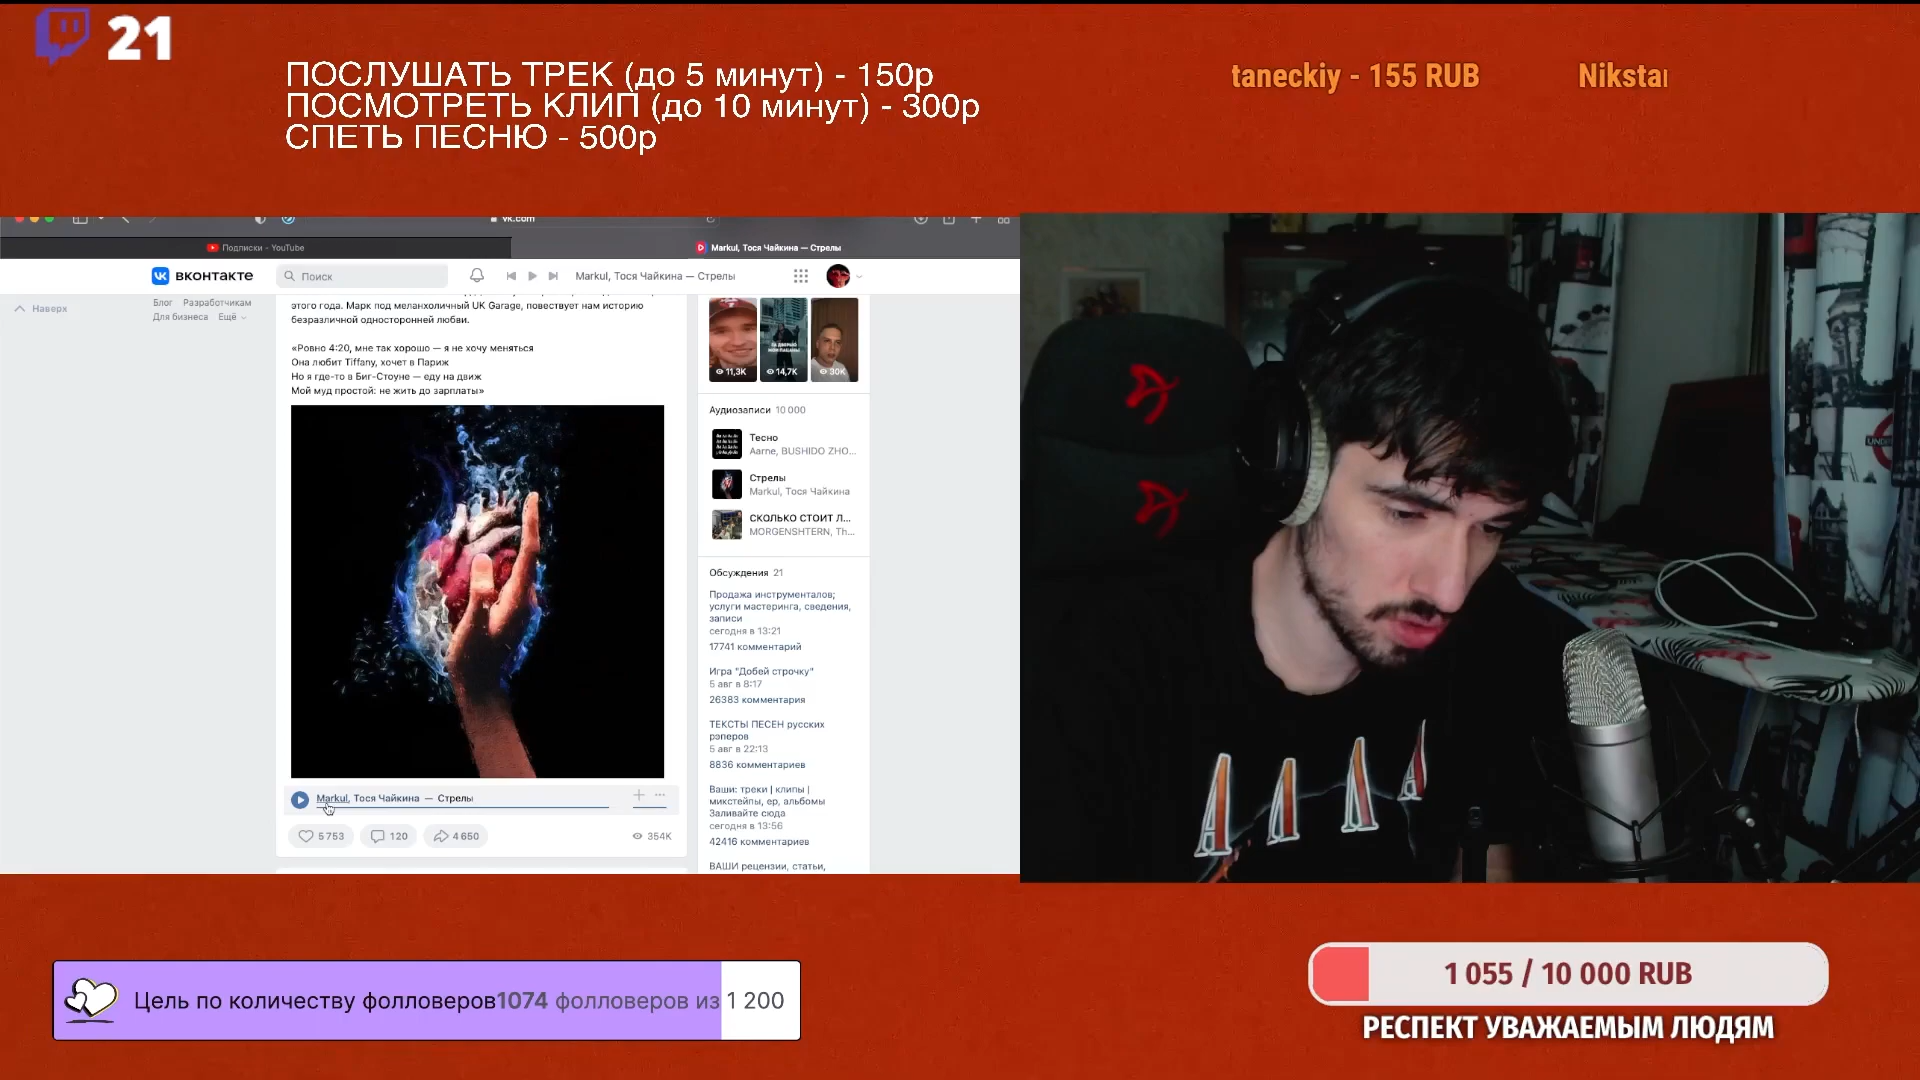 21
ПОСЛУШАТЬ ТРЕК (до 5 минут) - 150р
ПОСМОТРЕТЬ КЛИП (до 10 минут) - 300р
СПЕТЬ ПЕСНЮ - 500р
taneckiy - 155 RUB
Niksta
vk.com
Подписки - YouTube
Markul, Тося Чайкина — Стрелы
вконтакте
Поиск
Markul, Тося Чайкина — Стрелы
Наверх
Блог Разработчикам
Для бизнеса Ещё
этого года. Марк под меланхоличный UK Garage, повествует нам историю
безразличной односторонней любви.
«Ровно 4:20, мне так хорошо — я не хочу меняться
Она любит Tiffany, хочет в Париж
Но я где-то в Биг-Стоуне — еду на движ
Мой муд простой: не жить до зарплаты»
Markul, Тося Чайкина — Стрелы
5 753
120
4 650
354K
11,3K
14,7K
30K
Аудиозаписи 10 000
Тесно
Aarne, BUSHIDO ZHO...
Стрелы
Markul, Тося Чайкина
СКОЛЬКО СТОИТ Л...
MORGENSHTERN, Th...
Обсуждения 21
Продажа инструменталов;
услуги мастеринга, сведения,
записи
сегодня в 13:21
17741 комментарий
Игра "Добей строчку"
5 авг в 8:17
26383 комментария
ТЕКСТЫ ПЕСЕН русских
рэперов
5 авг в 22:13
8836 комментариев
Ваши: треки | клипы |
микстейпы, ep, альбомы
Заливайте сюда
сегодня в 13:56
42416 комментариев
ВАШИ рецензии, статьи,
Цель по количеству фолловеров1074 фолловеров из 1 200
1 055 / 10 000 RUB
РЕСПЕКТ УВАЖАЕМЫМ ЛЮДЯМ